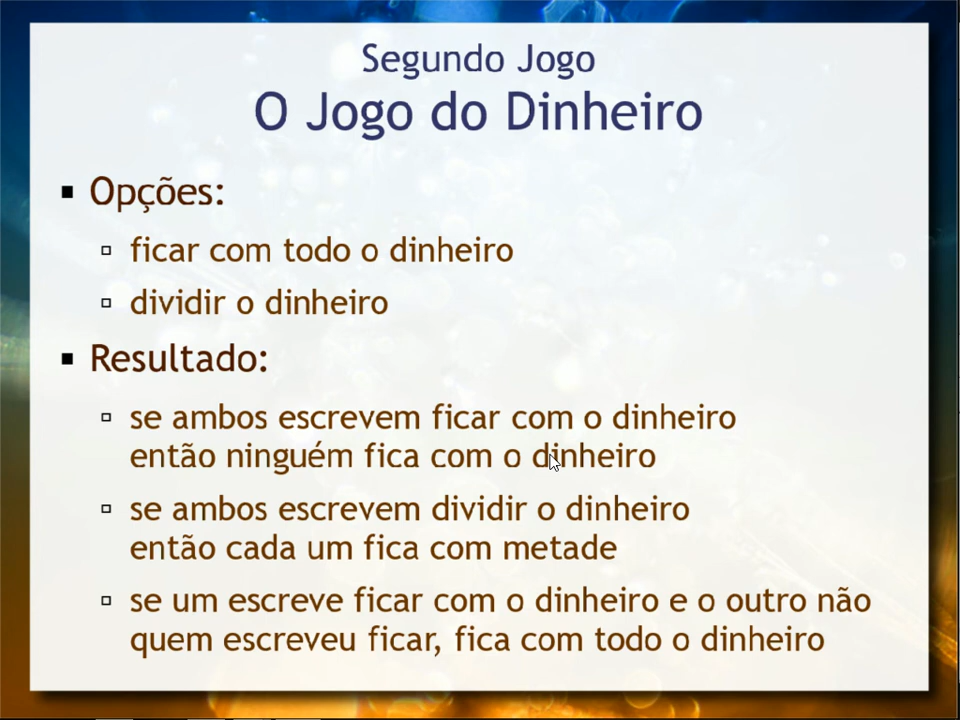 Segundo Jogo
O Jogo do Dinheiro
▪ Opções:
▫ ficar com todo o dinheiro
▫ dividir o dinheiro
▪ Resultado:
▫ se ambos escrevem ficar com o dinheiro
então ninguém fica com o dinheiro
▫ se ambos escrevem dividir o dinheiro
então cada um fica com metade
▫ se um escreve ficar com o dinheiro e o outro não
quem escreveu ficar, fica com todo o dinheiro